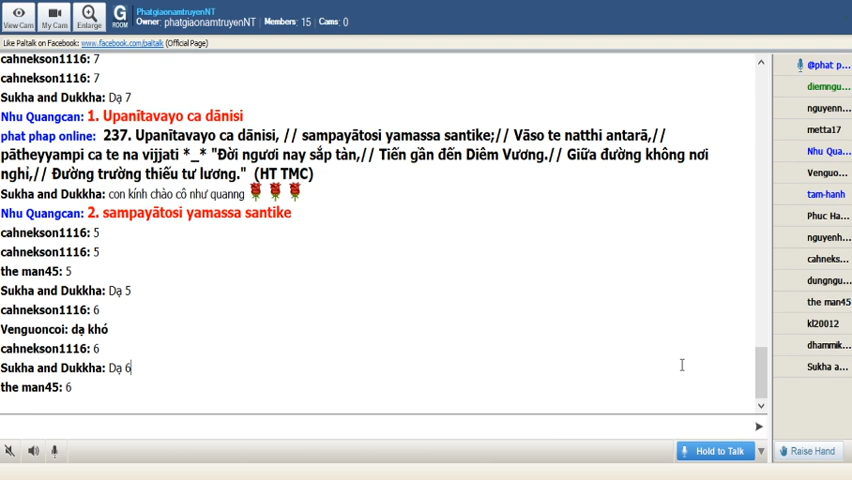 PhatgiaonamtruyenNT
Owner: phatgiaonamtruyenNT Members: 15 Cams: 0
View Cam My Cam Enlarge G ROOM
Like Paltalk on Facebook: www.facebook.com/paltalk (Official Page)
cahnekson1116: 7
cahnekson1116: 7
Sukha and Dukkha: Dạ 7
Nhu Quangcan: 1. Upanītavayo ca dānisi
phat phap online: 237. Upanītavayo ca dānisi, // sampayātosi yamassa santike;// Vāso te natthi antarā,//
pātheyyampi ca te na vijjati *_* "Đời ngươi nay sắp tàn,// Tiến gần đến Diêm Vương.// Giữa đường không nơi
nghỉ,// Đường trường thiếu tư lương." (HT TMC)
Sukha and Dukkha: con kính chào cô như quanng
Nhu Quangcan: 2. sampayātosi yamassa santike
cahnekson1116: 5
cahnekson1116: 5
the man45: 5
Sukha and Dukkha: Dạ 5
cahnekson1116: 6
Venguoncoi: dạ khó
cahnekson1116: 6
Sukha and Dukkha: Dạ 6
the man45: 6
@phat p...
diemngu...
nguyenn...
metta17
Nhu Qua...
Venguo...
tam-hanh
Phuc Ha...
nguyenh...
cahneks...
dungngu...
the man45
kl20012
dhammik...
Sukha a...
Hold to Talk
Raise Hand